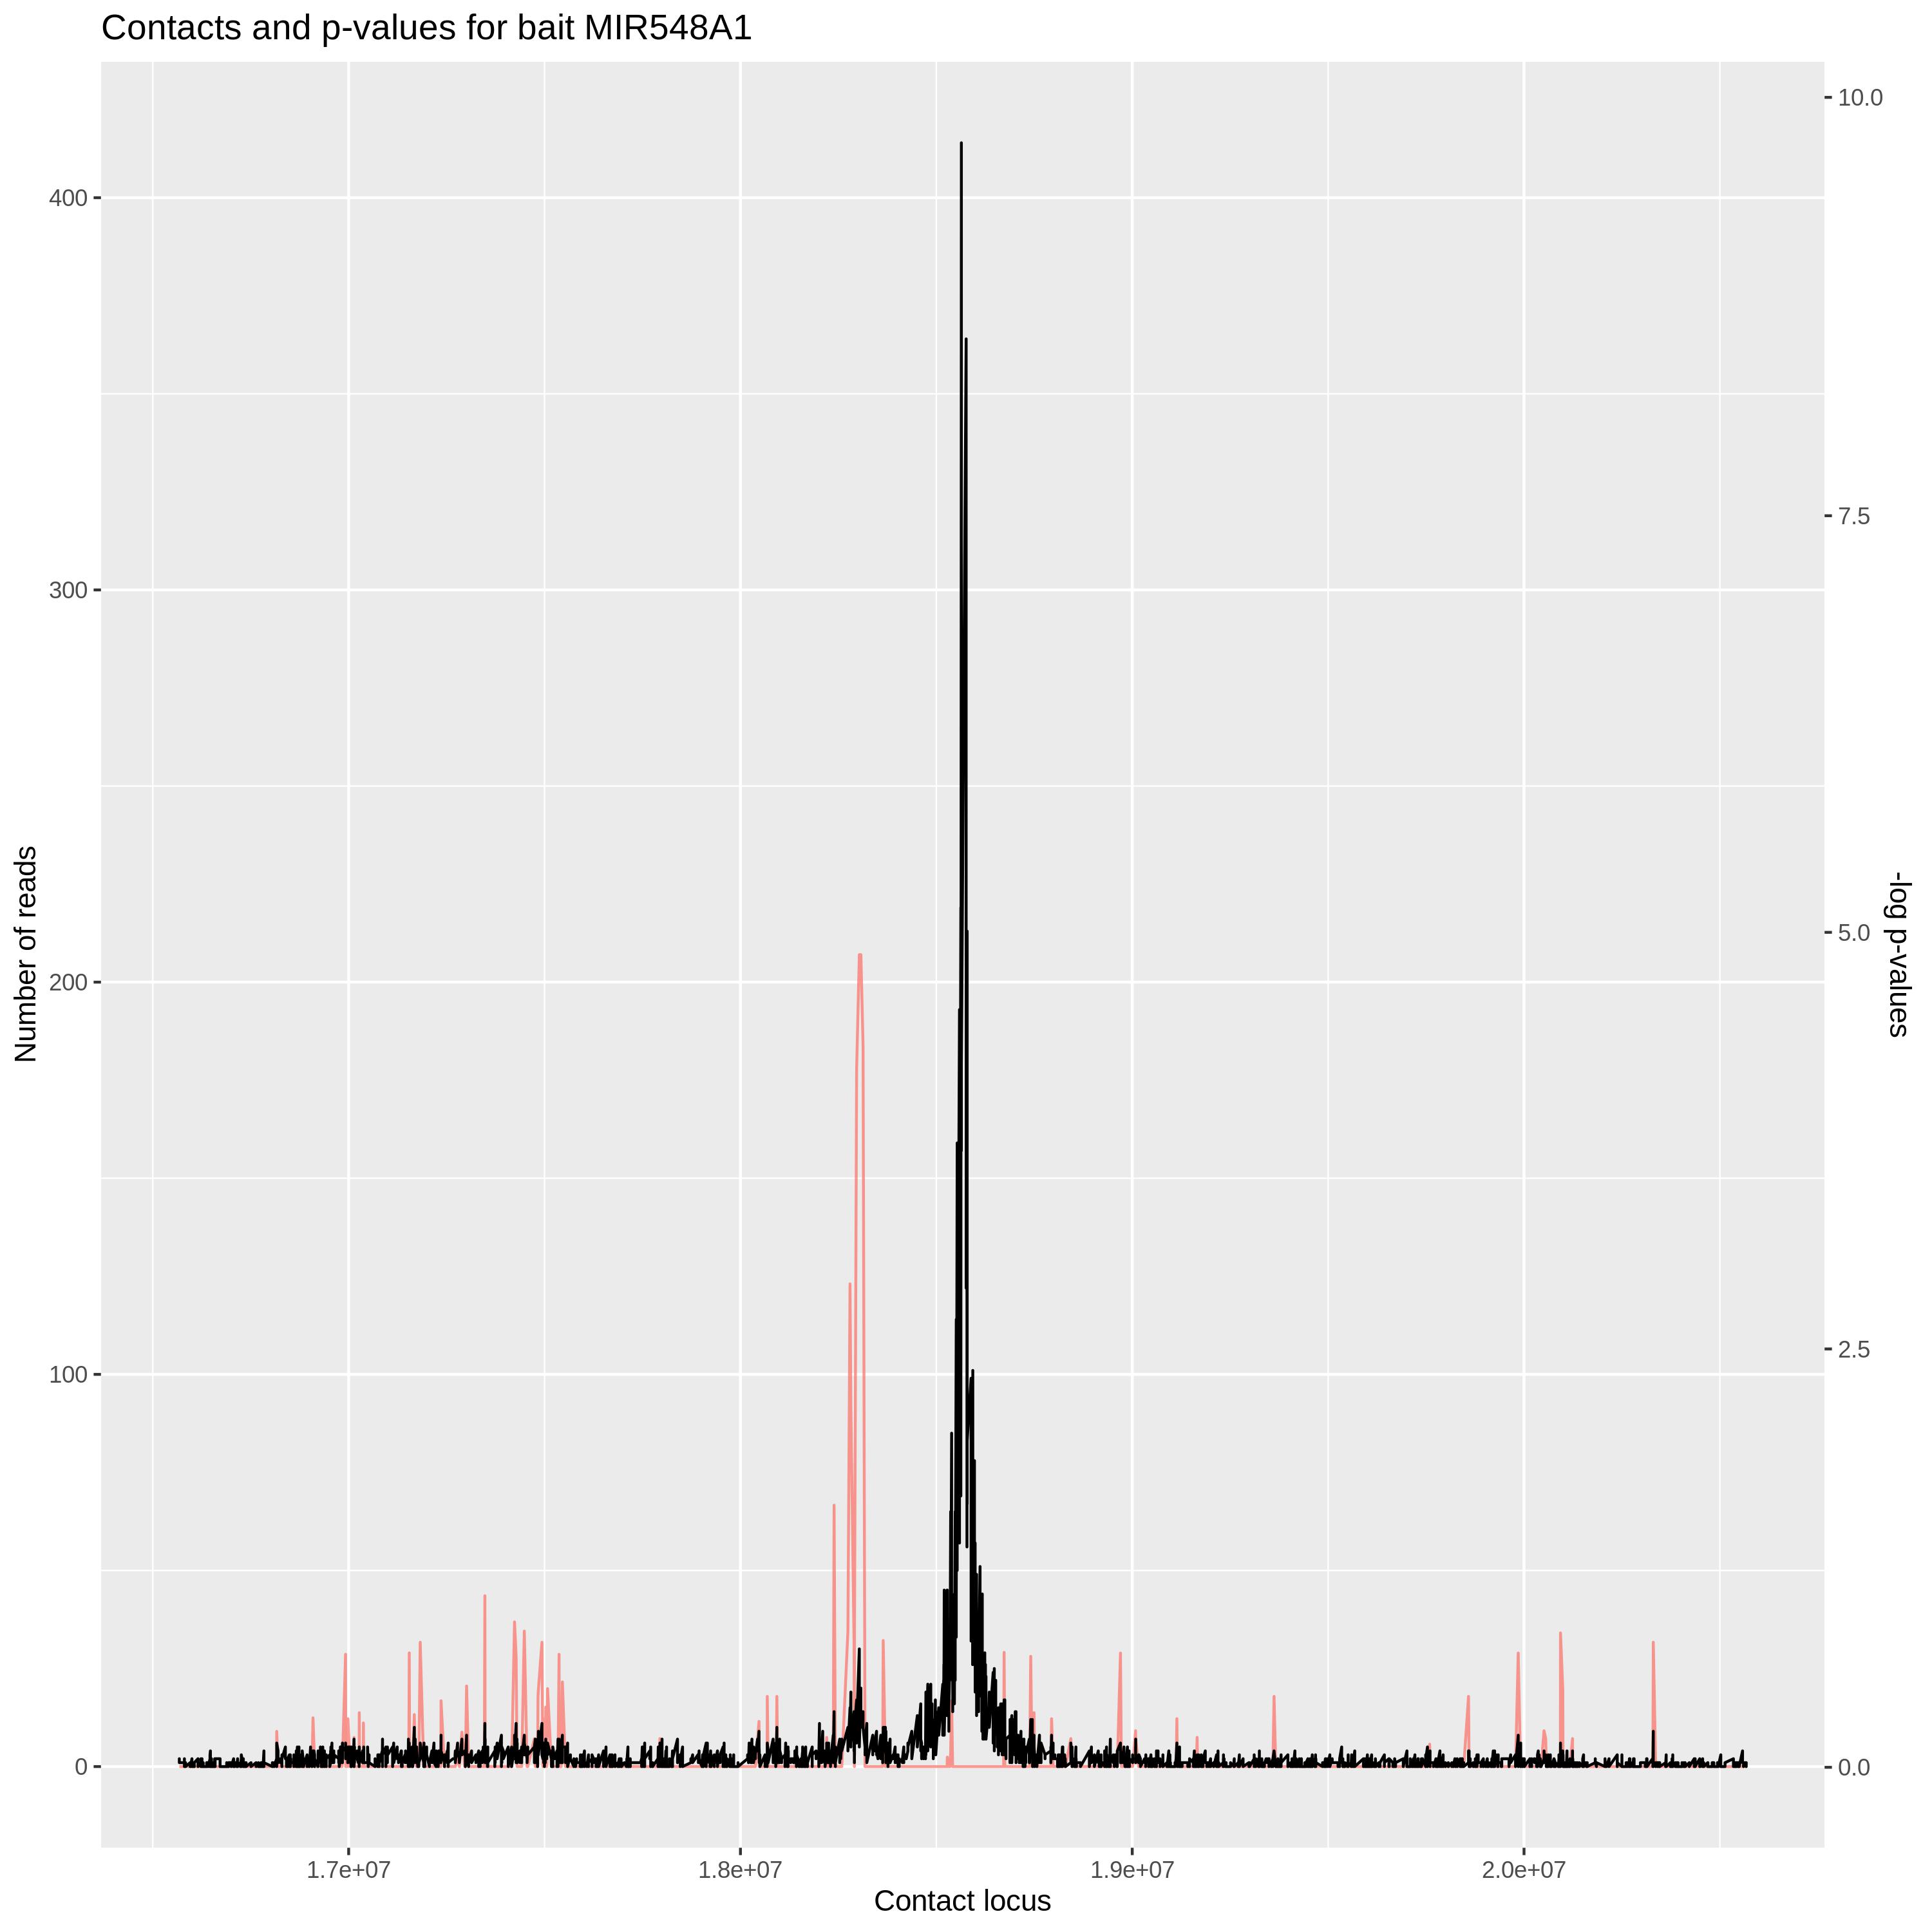 Contacts and p-values for bait MIR548A1
10.0
400
7.5
300
Number of reads
-log p-values
5.0
200
2.5
100
0
0.0
1.7e+07 1.8e+07 1.9e+07 2.0e+07
Contact locus